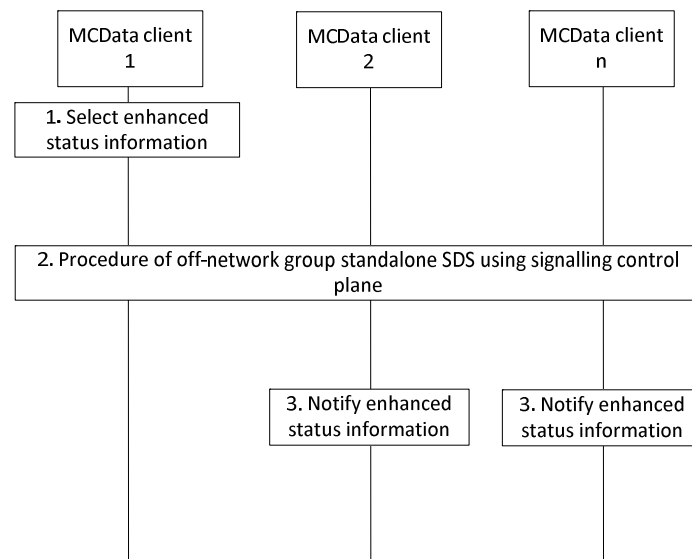 MCData client
1
MCData client
2
MCData client
n
1. Select enhanced
status information
2. Procedure of off-network group standalone SDS using signalling control
plane
3. Notify enhanced
status information
3. Notify enhanced
status information